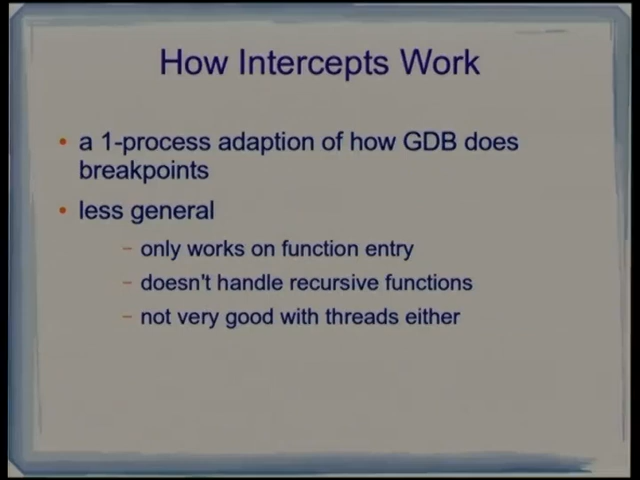 How Intercepts Work
• a 1-process adaption of how GDB does
breakpoints
• less general
– only works on function entry
– doesn't handle recursive functions
– not very good with threads either